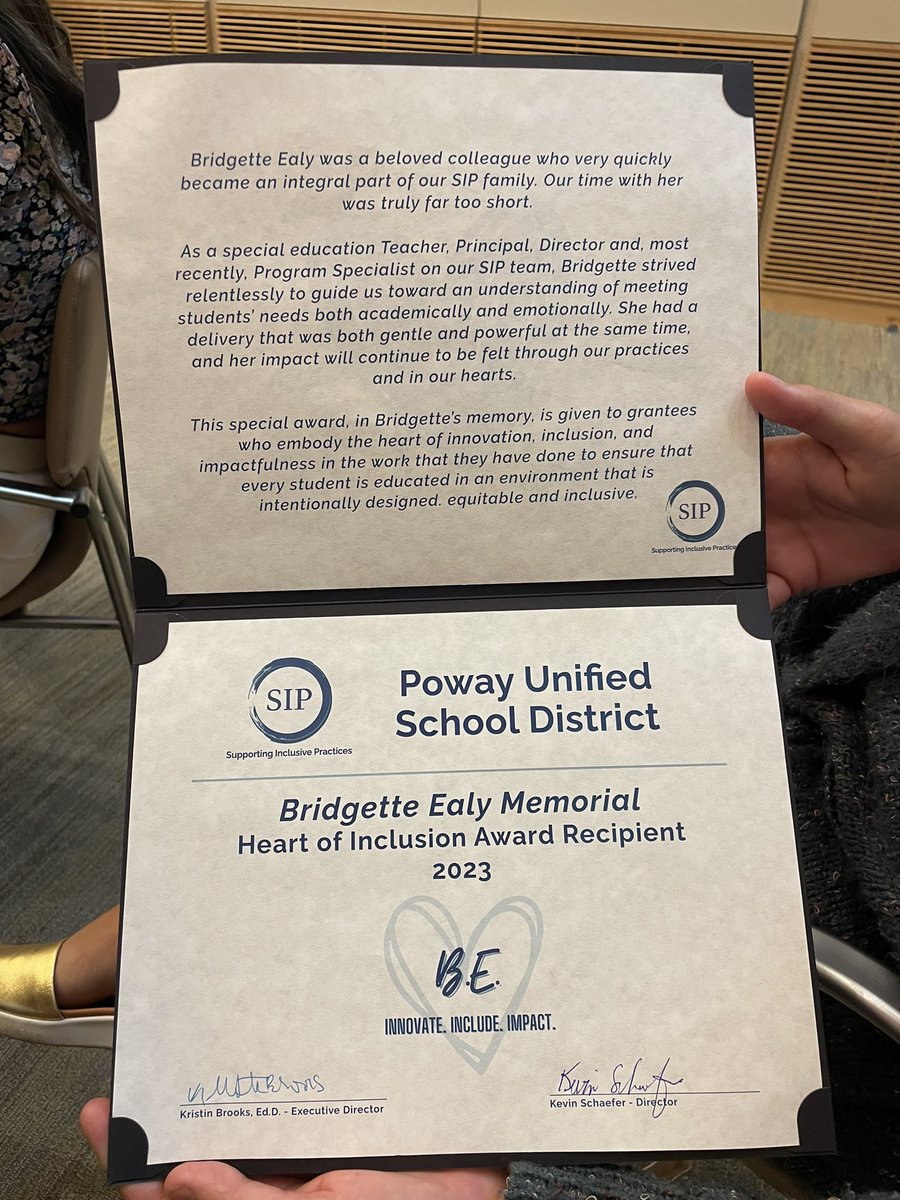 Bridgette Ealy was a beloved colleague who very quickly
became an integral part of our SIP family. Our time with her
was truly far too short.
As a special education Teacher, Principal, Director and, most
recently, Program Specialist on our SIP team, Bridgette strived
relentlessly to guide us toward an understanding of meeting
students' needs both academically and emotionally. She had a
delivery that was both gentle and powerful at the same time,
and her impact will continue to be felt through our practices
and in our hearts.
This special award, in Bridgette's memory, is given to grantees
who embody the heart of innovation, inclusion, and
impactfulness in the work that they have done to ensure that
every student is educated in an environment that is
intentionally designed. equitable and inclusive.
SIP
Supporting Inclusive Practice
SIP
Supporting Inclusive Practices
Poway Unified
School District
Bridgette Ealy Memorial
Heart of Inclusion Award Recipient
2023
B.E.
INNOVATE. INCLUDE. IMPACT.
Kristin Brooks, Ed.D. - Executive Director
Kevin Schaefer - Director